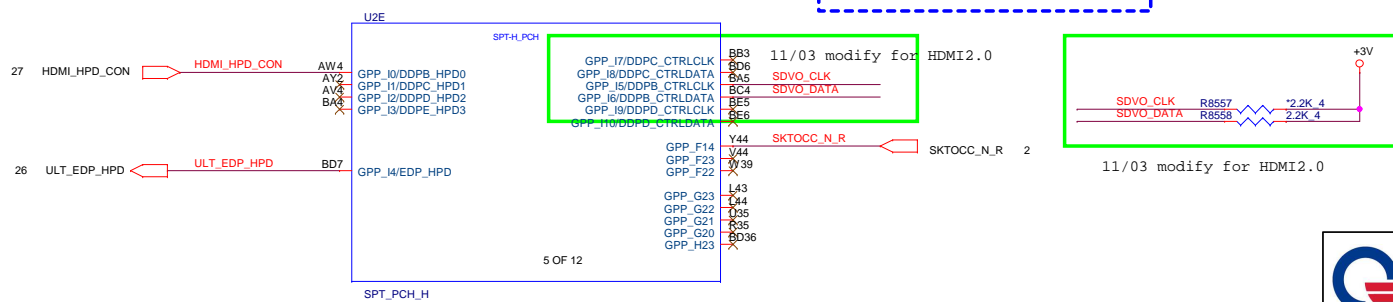 U2E
SPT-H_PCH
27 HDMI_HPD_CON
HDMI_HPD_CON
AW4
AY2
AV4
BA4
GPP_I0/DDPB_HPD0
GPP_I1/DDPC_HPD1
GPP_I2/DDPD_HPD2
GPP_I3/DDPE_HPD3
26 ULT_EDP_HPD
ULT_EDP_HPD
BD7
GPP_I4/EDP_HPD
GPP_I7/DDPC_CTRLCLK
GPP_I8/DDPC_CTRLDATA
GPP_I5/DDPB_CTRLCLK
GPP_I6/DDPB_CTRLDATA
GPP_I9/DDPD_CTRLCLK
GPP_I10/DDPD_CTRLDATA
BB3
BD6
BA5
BC4
BE5
BE6
11/03 modify for HDMI2.0
SDVO_CLK
SDVO_DATA
GPP_F14
GPP_F23
GPP_F22
Y44
V44
W39
SKTOCC_N_R
SKTOCC_N_R 2
GPP_G23
GPP_G22
GPP_G21
GPP_G20
GPP_H23
L43
L44
U35
R35
BD36
5 OF 12
SPT_PCH_H
+3V
SDVO_CLK R8557 *2.2K_4
SDVO_DATA R8558 2.2K_4
11/03 modify for HDMI2.0